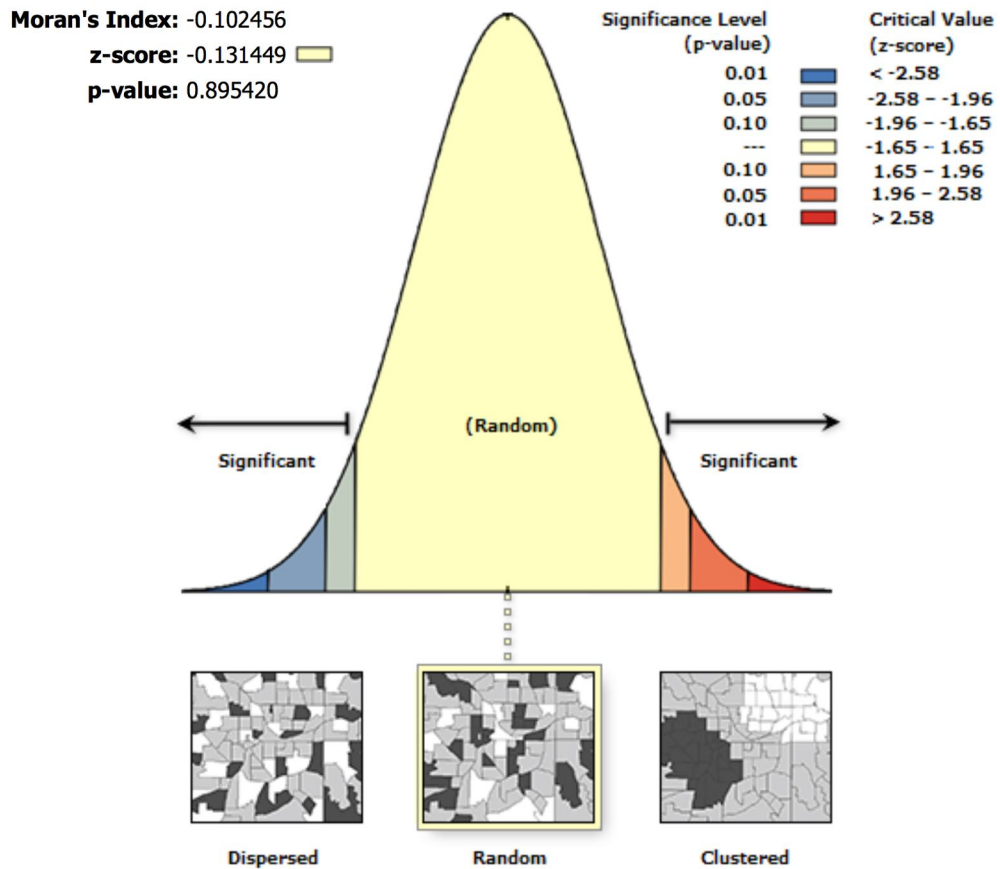 Moran's Index: -0.102456
z-score: -0.131449
p-value: 0.895420
Significance Level
(p-value)
Critical Value
(z-score)
0.01 < -2.58
0.05 -2.58 – -1.96
0.10 -1.96 – -1.65
--- -1.65 - 1.65
0.10 1.65 – 1.96
0.05 1.96 – 2.58
0.01 > 2.58
(Random)
Significant
Significant
Dispersed
Random
Clustered